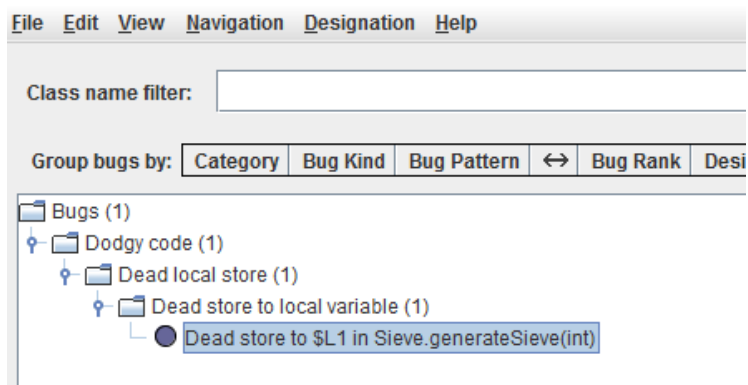 File Edit View Navigation Designation Help
Class name filter:
Group bugs by: Category Bug Kind Bug Pattern ↔ Bug Rank
Bugs (1)
Dodgy code (1)
Dead local store (1)
Dead store to local variable (1)
Dead store to $L1 in Sieve.generateSieve(int)